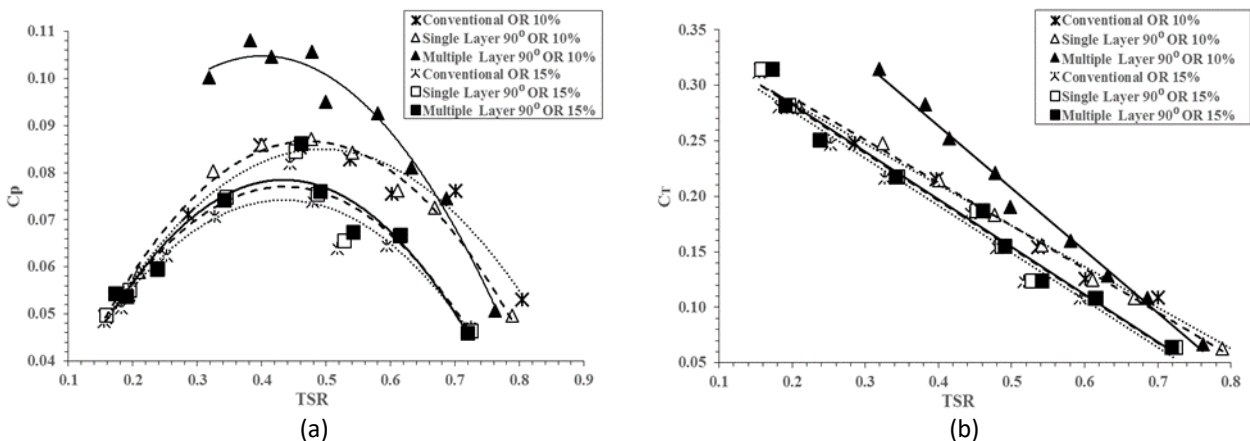 0.11
0.10
0.09
0.08
0.07
0.06
0.05
0.04
Cp
0.1 0.2 0.3 0.4 0.5 0.6 0.7 0.8 0.9
TSR
Conventional OR 10%
Single Layer 90° OR 10%
Multiple Layer 90° OR 10%
Conventional OR 15%
Single Layer 90° OR 15%
Multiple Layer 90° OR 15%
(a)
0.35
0.30
0.25
0.20
0.15
0.10
0.05
CT
0.1 0.2 0.3 0.4 0.5 0.6 0.7 0.8
TSR
Conventional OR 10%
Single Layer 90° OR 10%
Multiple Layer 90° OR 10%
Conventional OR 15%
Single Layer 90° OR 15%
Multiple Layer 90° OR 15%
(b)